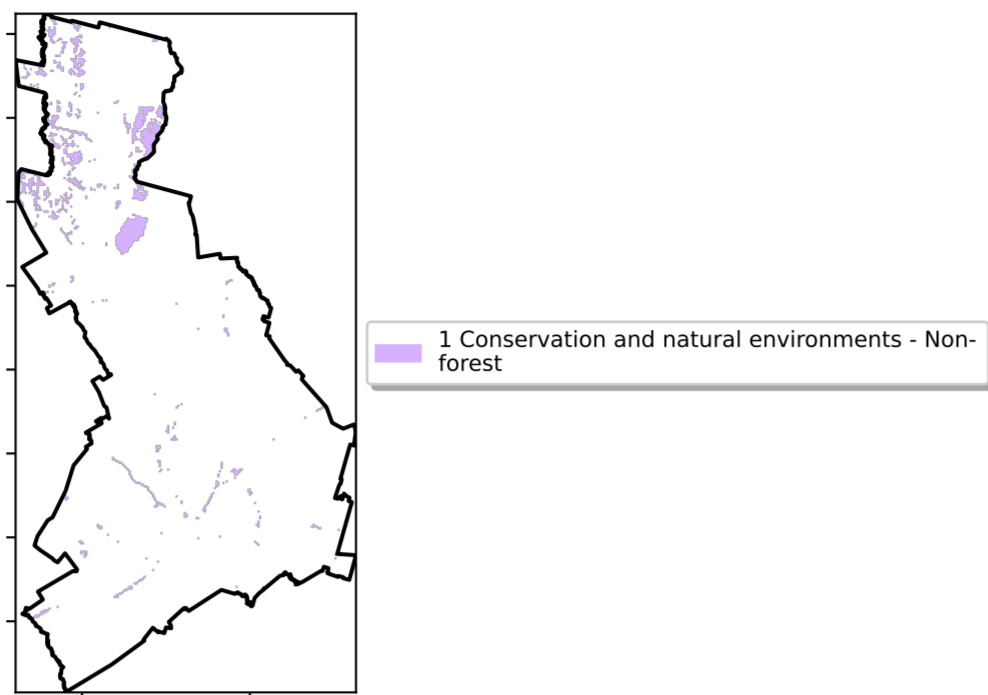 1 Conservation and natural environments - Non-
forest